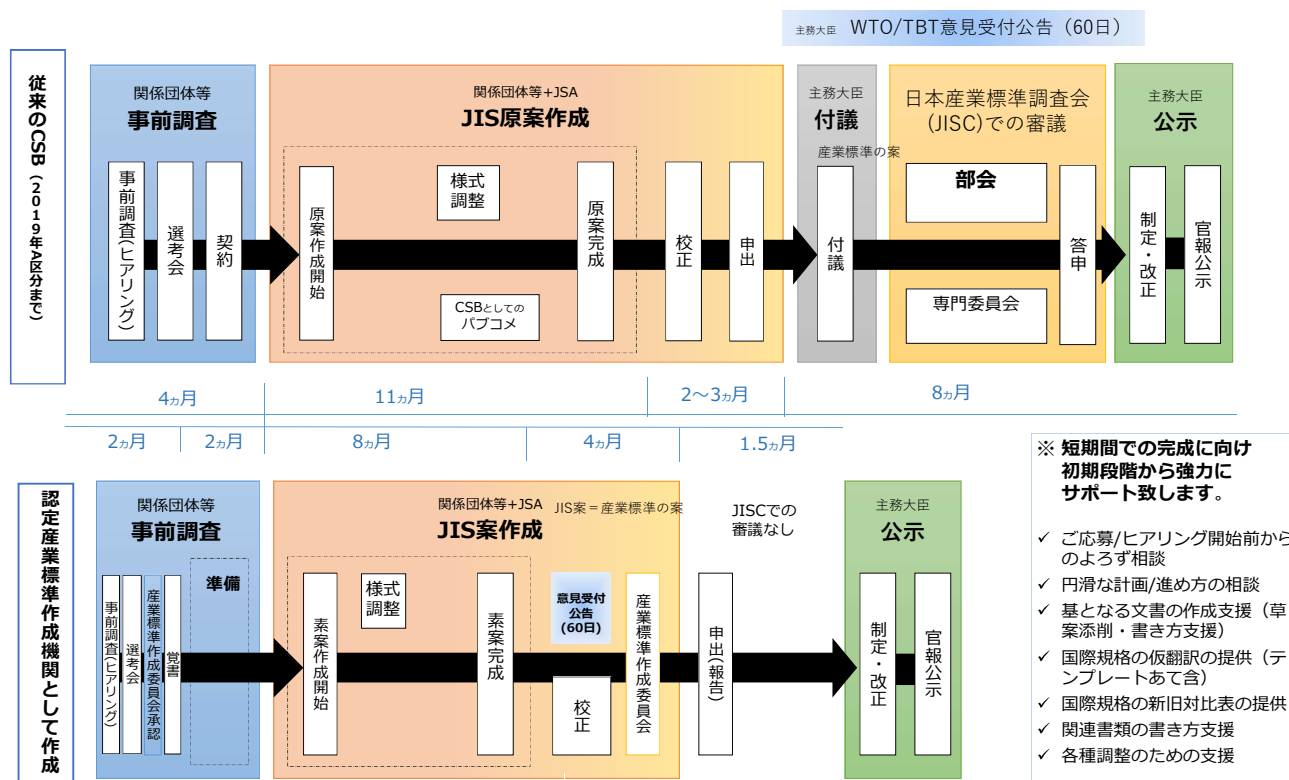 主務大臣 WTO/TBT意見受付公告（60日）
従来のCSB（2019年A区分まで）
関係団体等
事前調査
事前調査(ヒアリング)
選考会
契約
関係団体等+JSA
JIS原案作成
原案作成開始
様式
調整
CSBとしての
パブコメ
原案完成
校正
申出
主務大臣
付議
産業標準の案
付議
日本産業標準調査会
(JISC)での審議
部会
専門委員会
答申
主務大臣
公示
制定・改正
官報公示
4ヵ月
11ヵ月
2～3ヵ月
8ヵ月
2ヵ月
2ヵ月
8ヵ月
4ヵ月
1.5ヵ月
認定産業標準作成機関として作成
関係団体等
事前調査
事前調査(ヒアリング)
選考会
産業標準作成委員会承認
覚書
準備
関係団体等+JSA
JIS案＝産業標準の案
JIS案作成
素案作成開始
様式
調整
素案完成
意見受付
公告
(60日)
校正
産業標準作成委員会
JISCでの
審議なし
申出(報告)
主務大臣
公示
制定・改正
官報公示
※ 短期間での完成に向け
初期段階から強力に
サポート致します。
✓ ご応募/ヒアリング開始前から
のよろず相談
✓ 円滑な計画/進め方の相談
✓ 基となる文書の作成支援（草
案添削・書き方支援）
✓ 国際規格の仮翻訳の提供（テ
ンプレートあて含）
✓ 国際規格の新旧対比表の提供
✓ 関連書類の書き方支援
✓ 各種調整のための支援